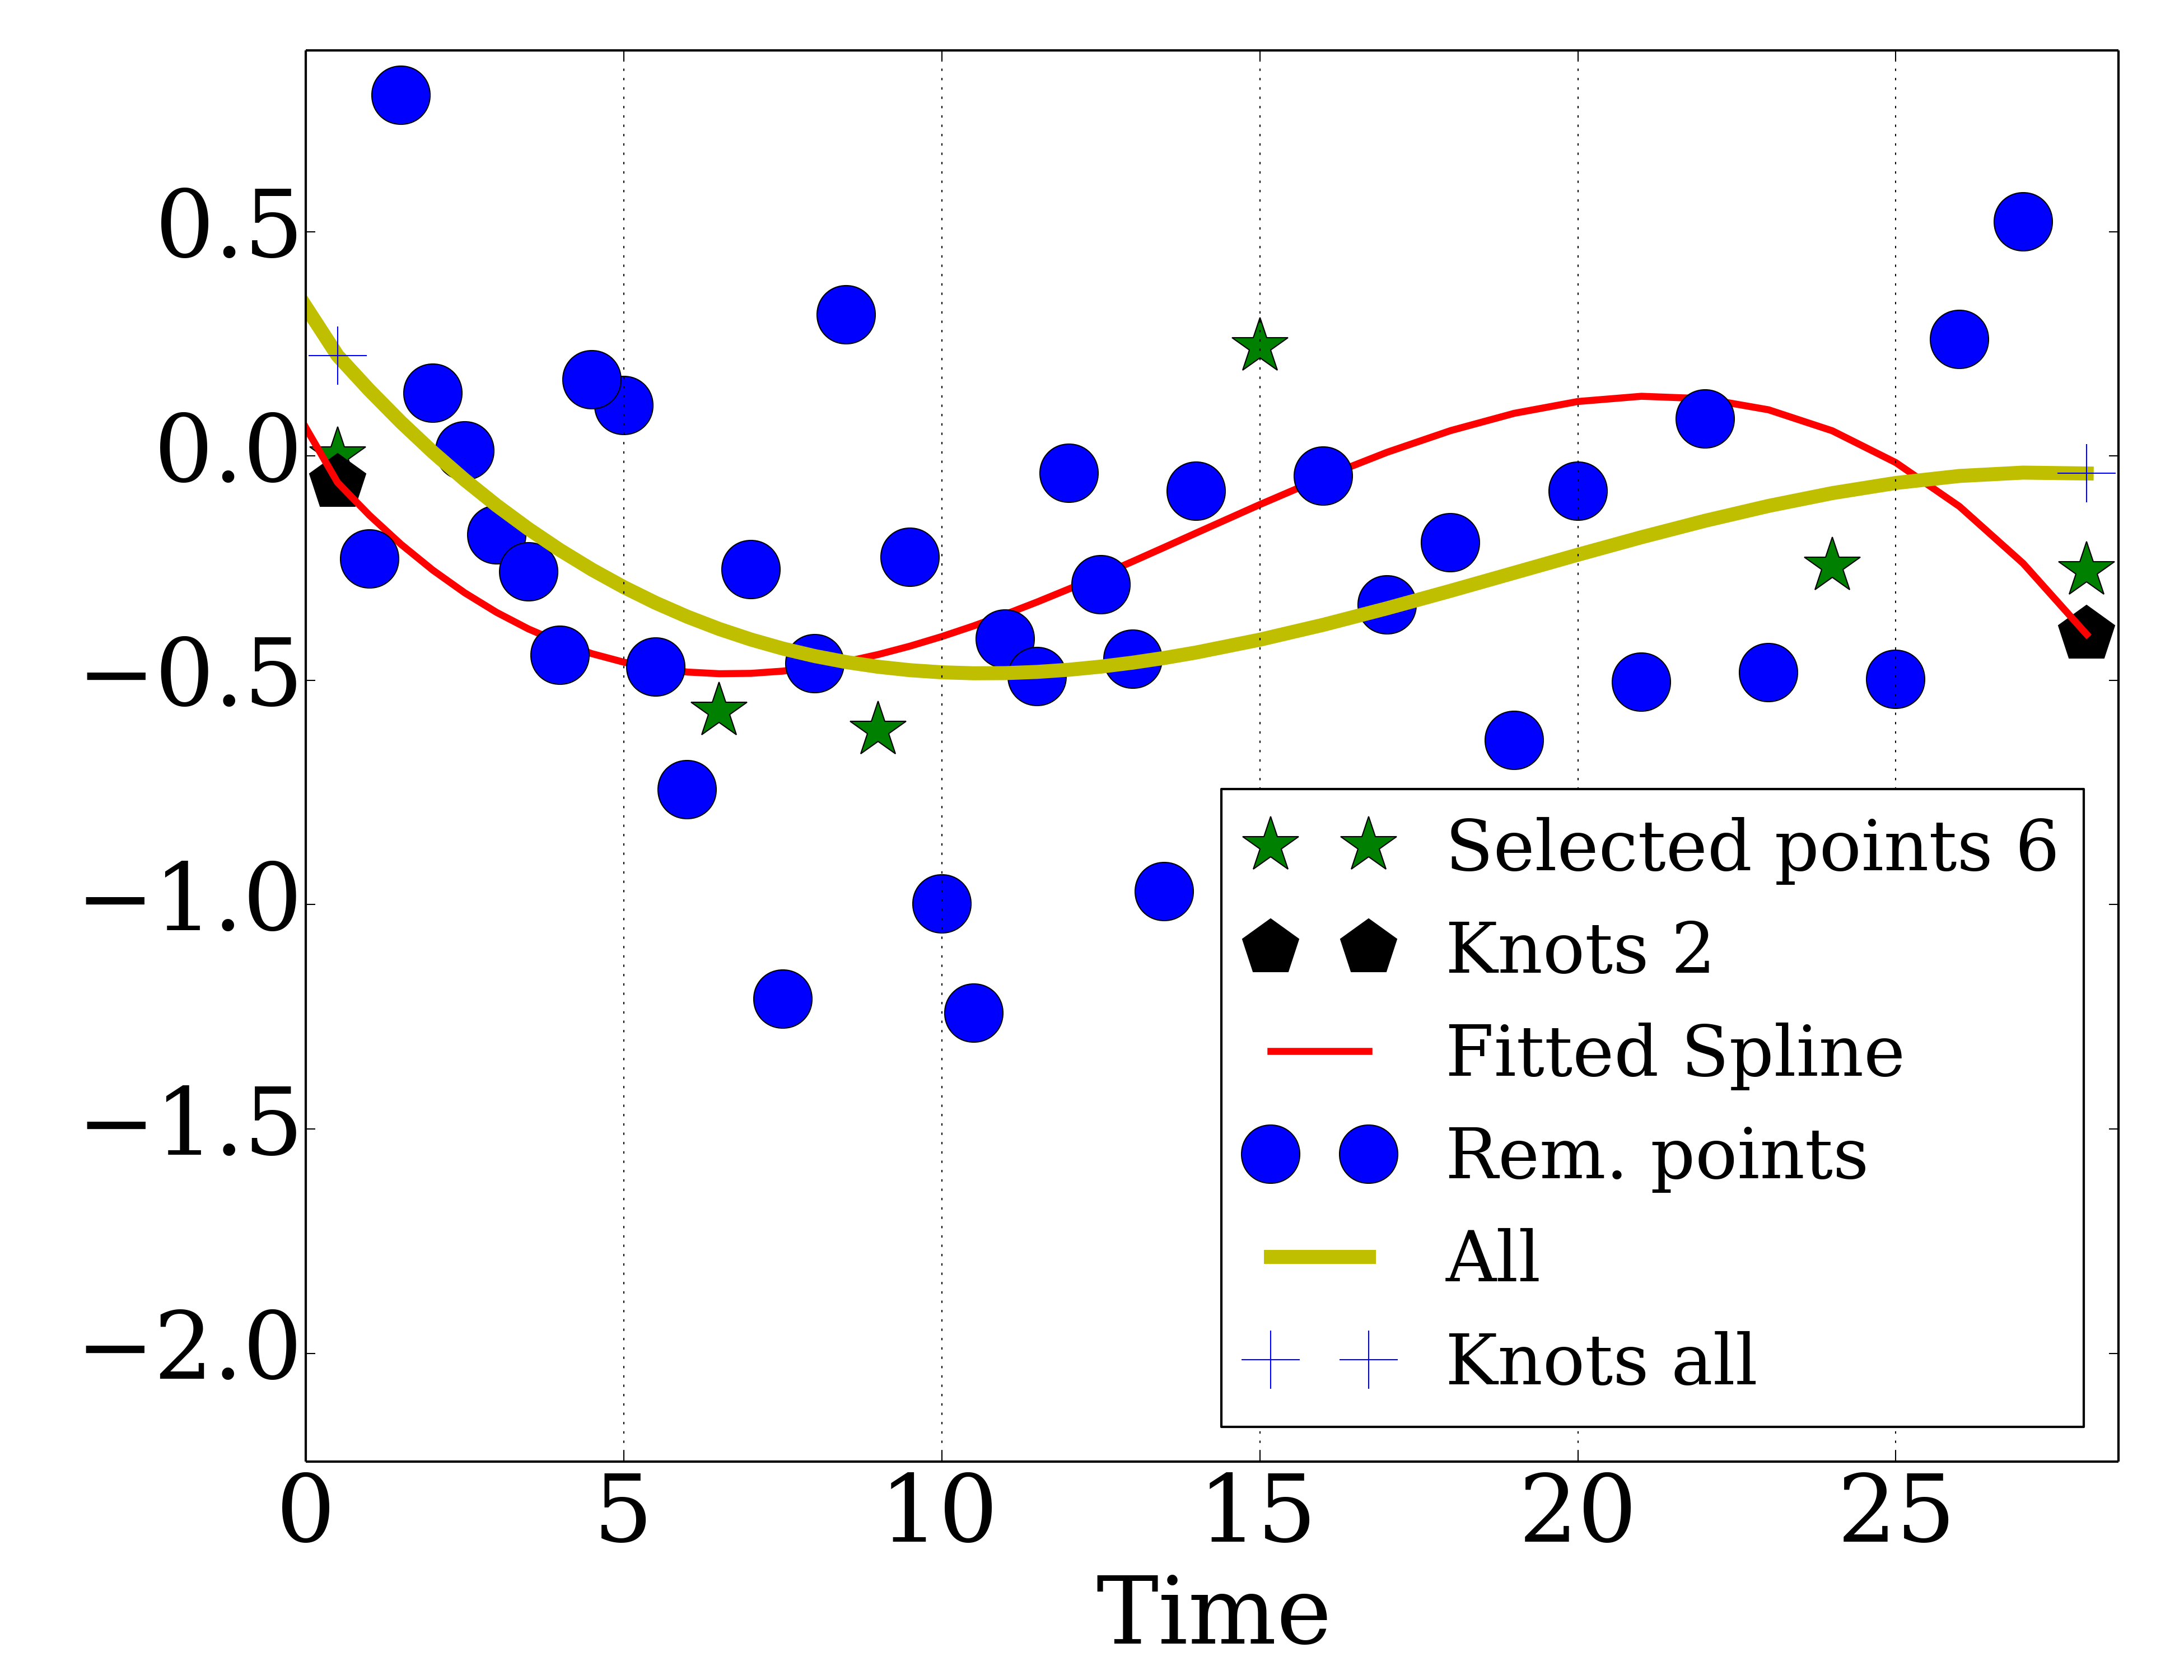 0.5
0.0
−0.5
−1.0
−1.5
−2.0
Selected points 6
Knots 2
Fitted Spline
Rem. points
All
Knots all
0 5 10 15 20 25
Time